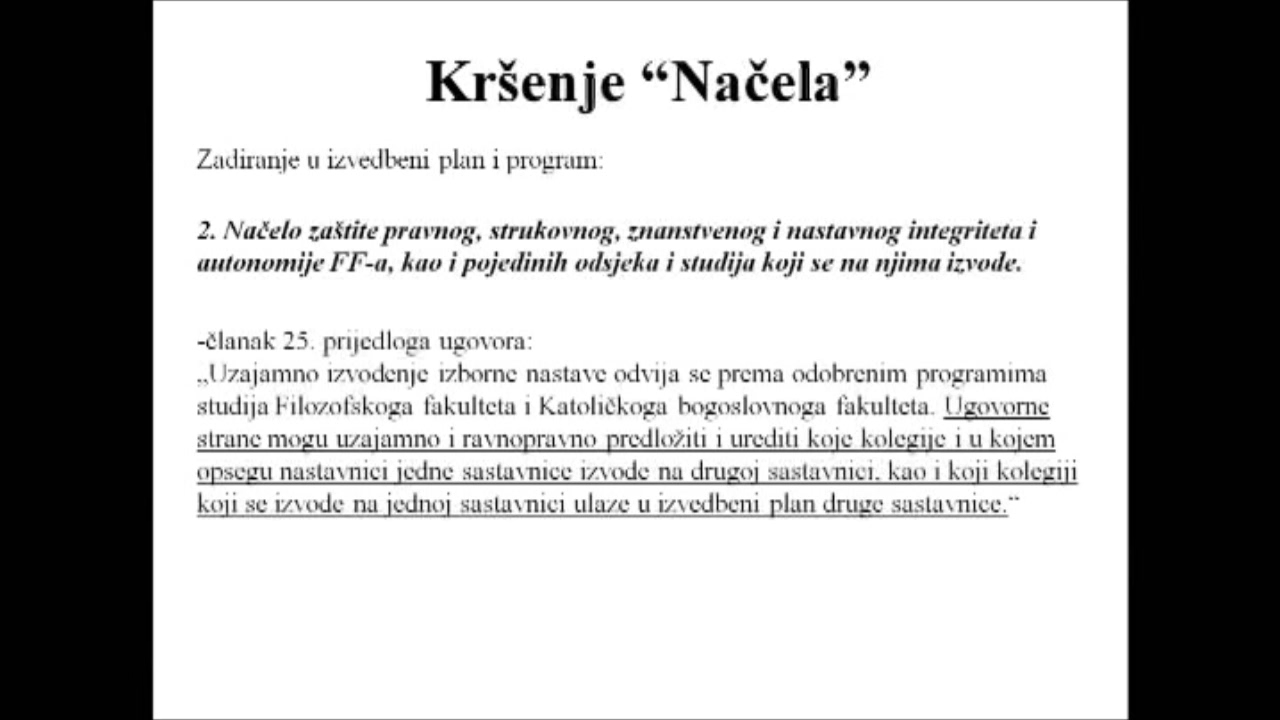 Kršenje “Načela”
Zadiranje u izvedbeni plan i program:
2. Načelo zaštite pravnog, strukovnog, znanstvenog i nastavnog integriteta i
autonomije FF-a, kao i pojedinih odsjeka i studija koji se na njima izvode.
-članak 25. prijedloga ugovora:
„Uzajamno izvođenje izborne nastave odvija se prema odobrenim programima
studija Filozofskoga fakulteta i Katoličkoga bogoslovnoga fakulteta. Ugovorne
strane mogu uzajamno i ravnopravno predložiti i urediti koje kolegije i u kojem
opsegu nastavnici jedne sastavnice izvode na drugoj sastavnici, kao i koji kolegiji
koji se izvode na jednoj sastavnici ulaze u izvedbeni plan druge sastavnice.“